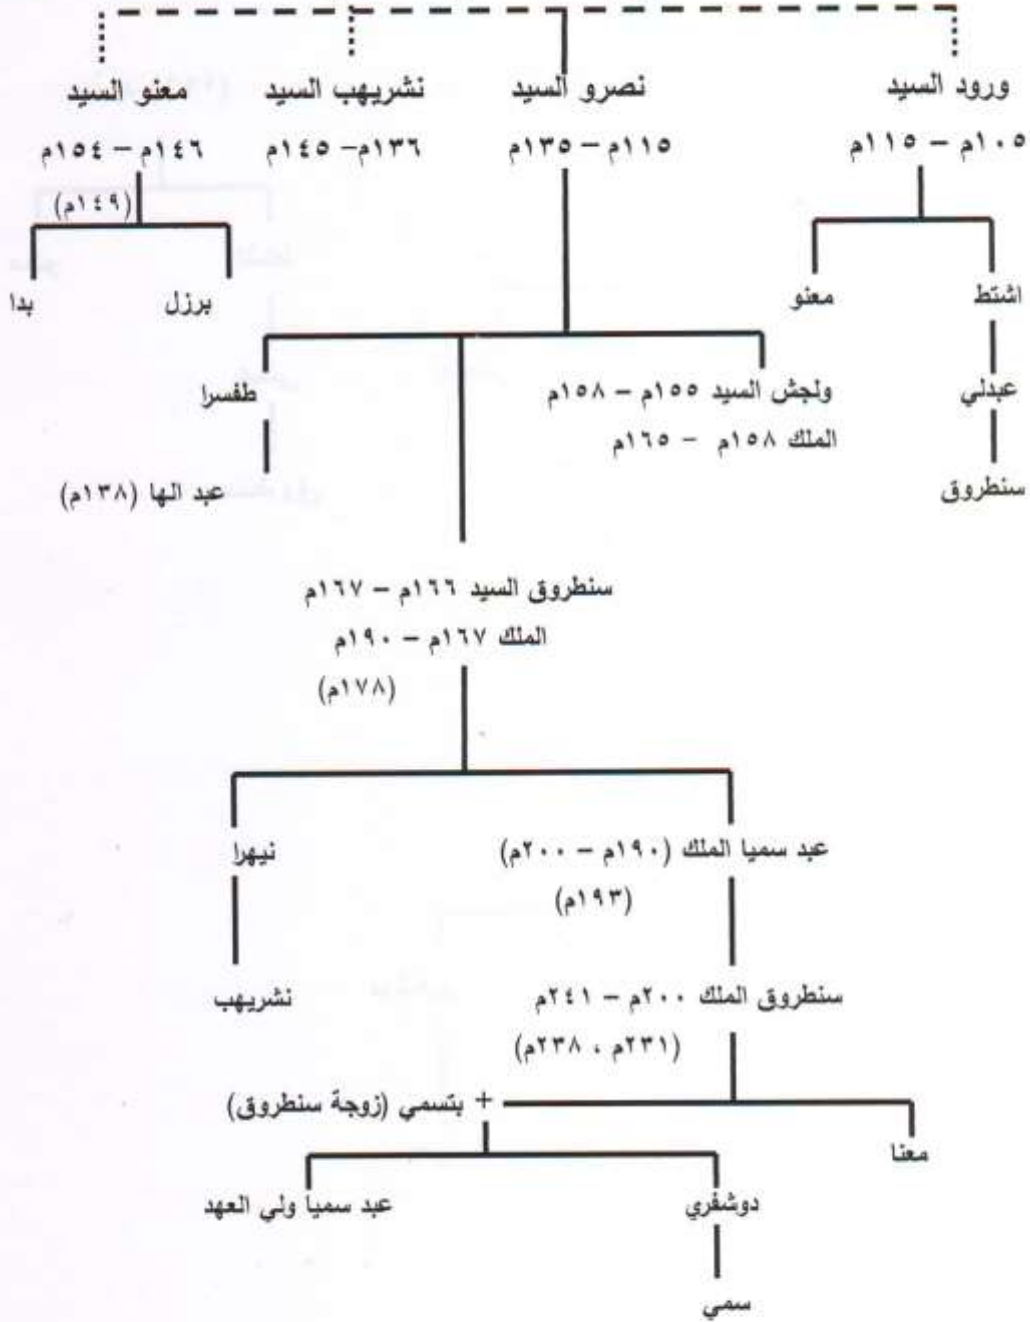 ورود السيد
نصرو السيد
نشريهب السيد
معنو السيد
١٠٥م – ١١٥م
١١٥م – ١٣٥م
١٣٦م – ١٤٥م
١٤٦م – ١٥٤م
(١٤٩م)
اشتط
معنو
برزل
بدا
عبدلي
ولجش السيد ١٥٥م – ١٥٨م
طفسرا
الملك ١٥٨م – ١٦٥م
سنطروق
عبد الها (١٣٨م)
سنطروق السيد ١٦٦م – ١٦٧م
الملك ١٦٧م – ١٩٠م
(١٧٨م)
عبد سميا الملك (١٩٠م – ٢٠٠م)
نيهرا
(١٩٣م)
سنطروق الملك ٢٠٠م – ٢٤١م
نشريهب
(٢٣١م ، ٢٣٨م)
+ بتسمي (زوجة سنطروق)
معنا
دوشفري
عبد سميا ولي العهد
سمي